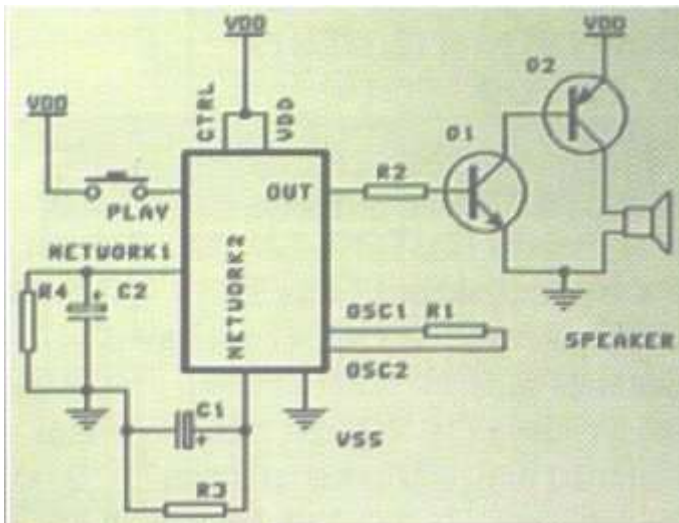 VDD
VDD
VDD
CTRL
VDD
Q2
Q1
PLAY
OUT
R2
NETWORK1
NETWORK2
R4
C2
OSC1
R1
OSC2
SPEAKER
C1
VSS
R3